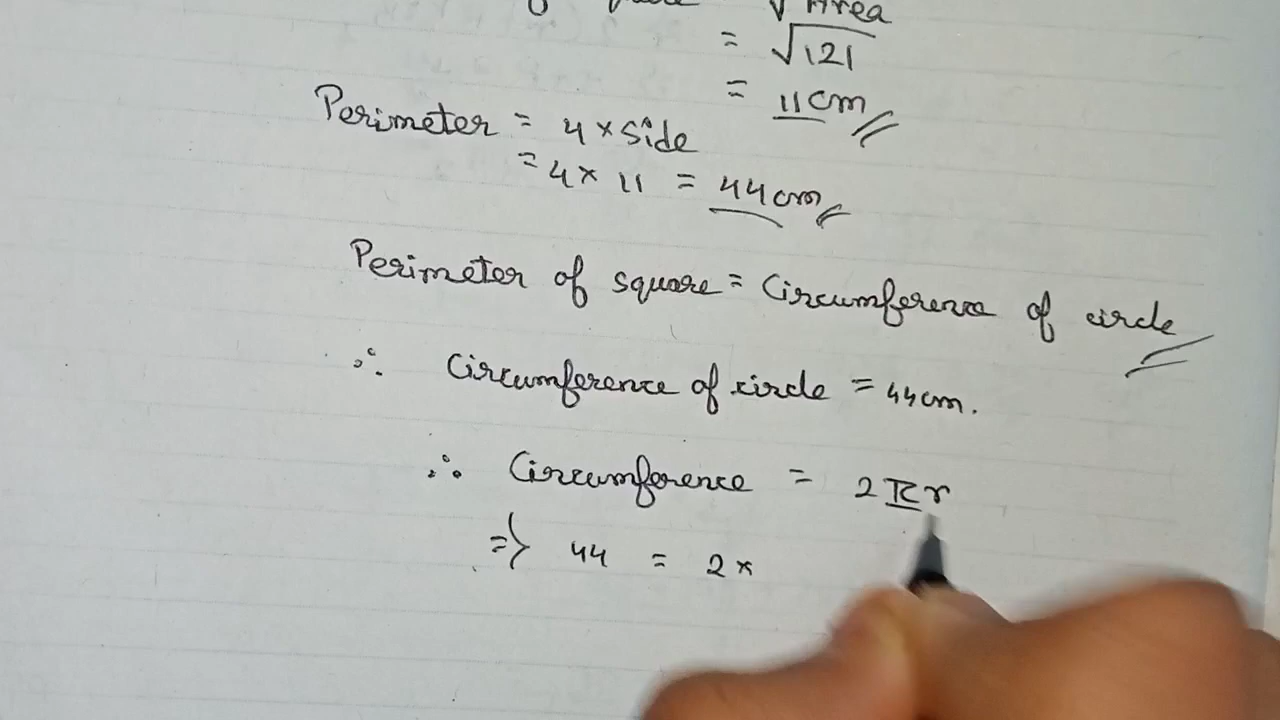 √Area
= √121
= 11cm
Perimeter = 4 × side
= 4 × 11 = 44cm
Perimeter of square = Circumference of circle
∴ Circumference of circle = 44cm.
∴ Circumference = 2πr
=> 44 = 2 ×